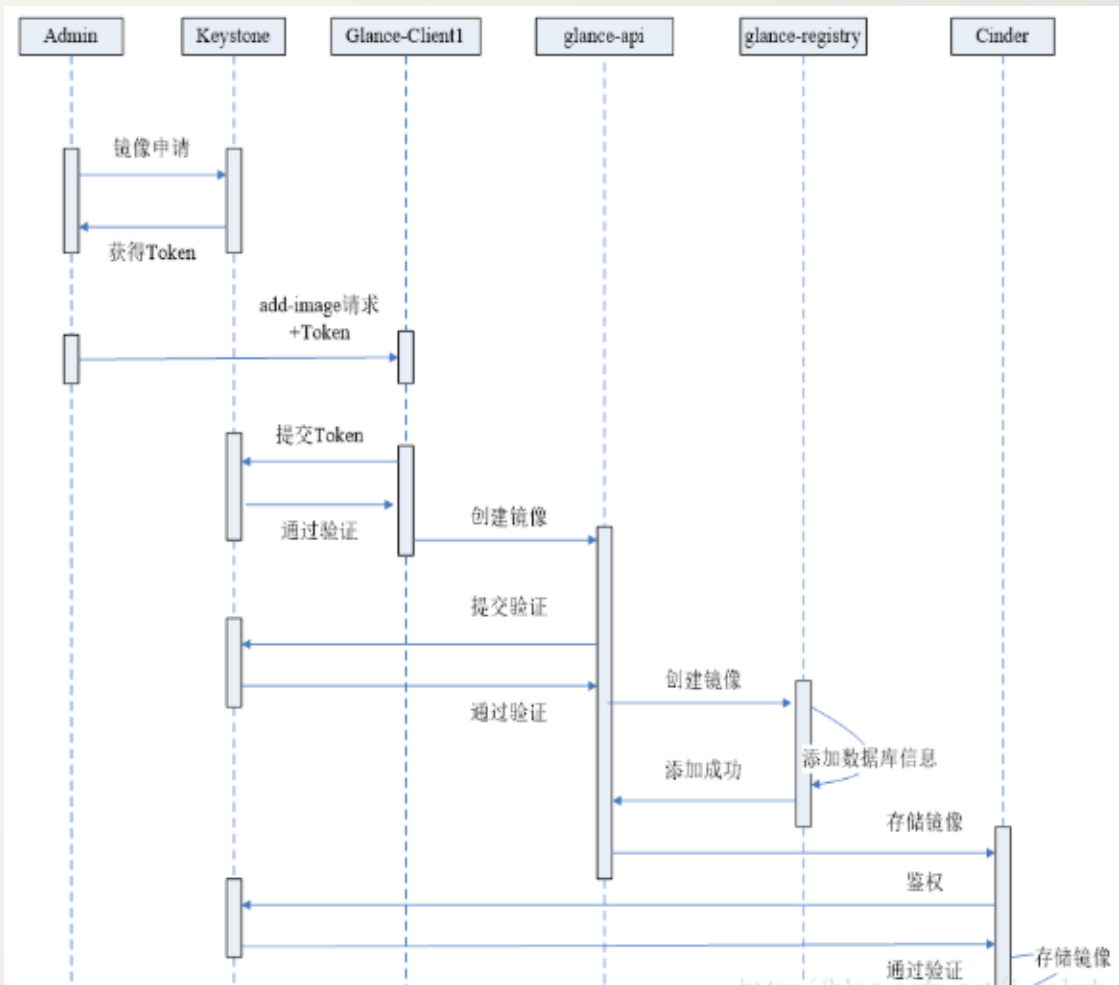 Admin
Keystone
Glance-Client1
glance-api
glance-registry
Cinder
镜像申请
获得Token
add-image请求
+Token
提交Token
通过验证
创建镜像
提交验证
通过验证
创建镜像
添加数据库信息
添加成功
存储镜像
鉴权
通过验证
存储镜像